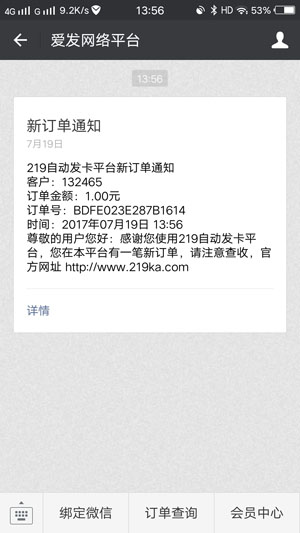 4G G 9.2K/s 13:56 HD 53%
爱发网络平台
13:56
新订单通知
7月19日
219自动发卡平台新订单通知
客户：132465
订单金额：1.00元
订单号：BDFE023E287B1614
时间：2017年07月19日 13:56
尊敬的用户您好：感谢您使用219自动发卡平
台，您在本平台有一笔新订单，请注意查收，官
方网址 http://www.219ka.com
详情
绑定微信 订单查询 会员中心